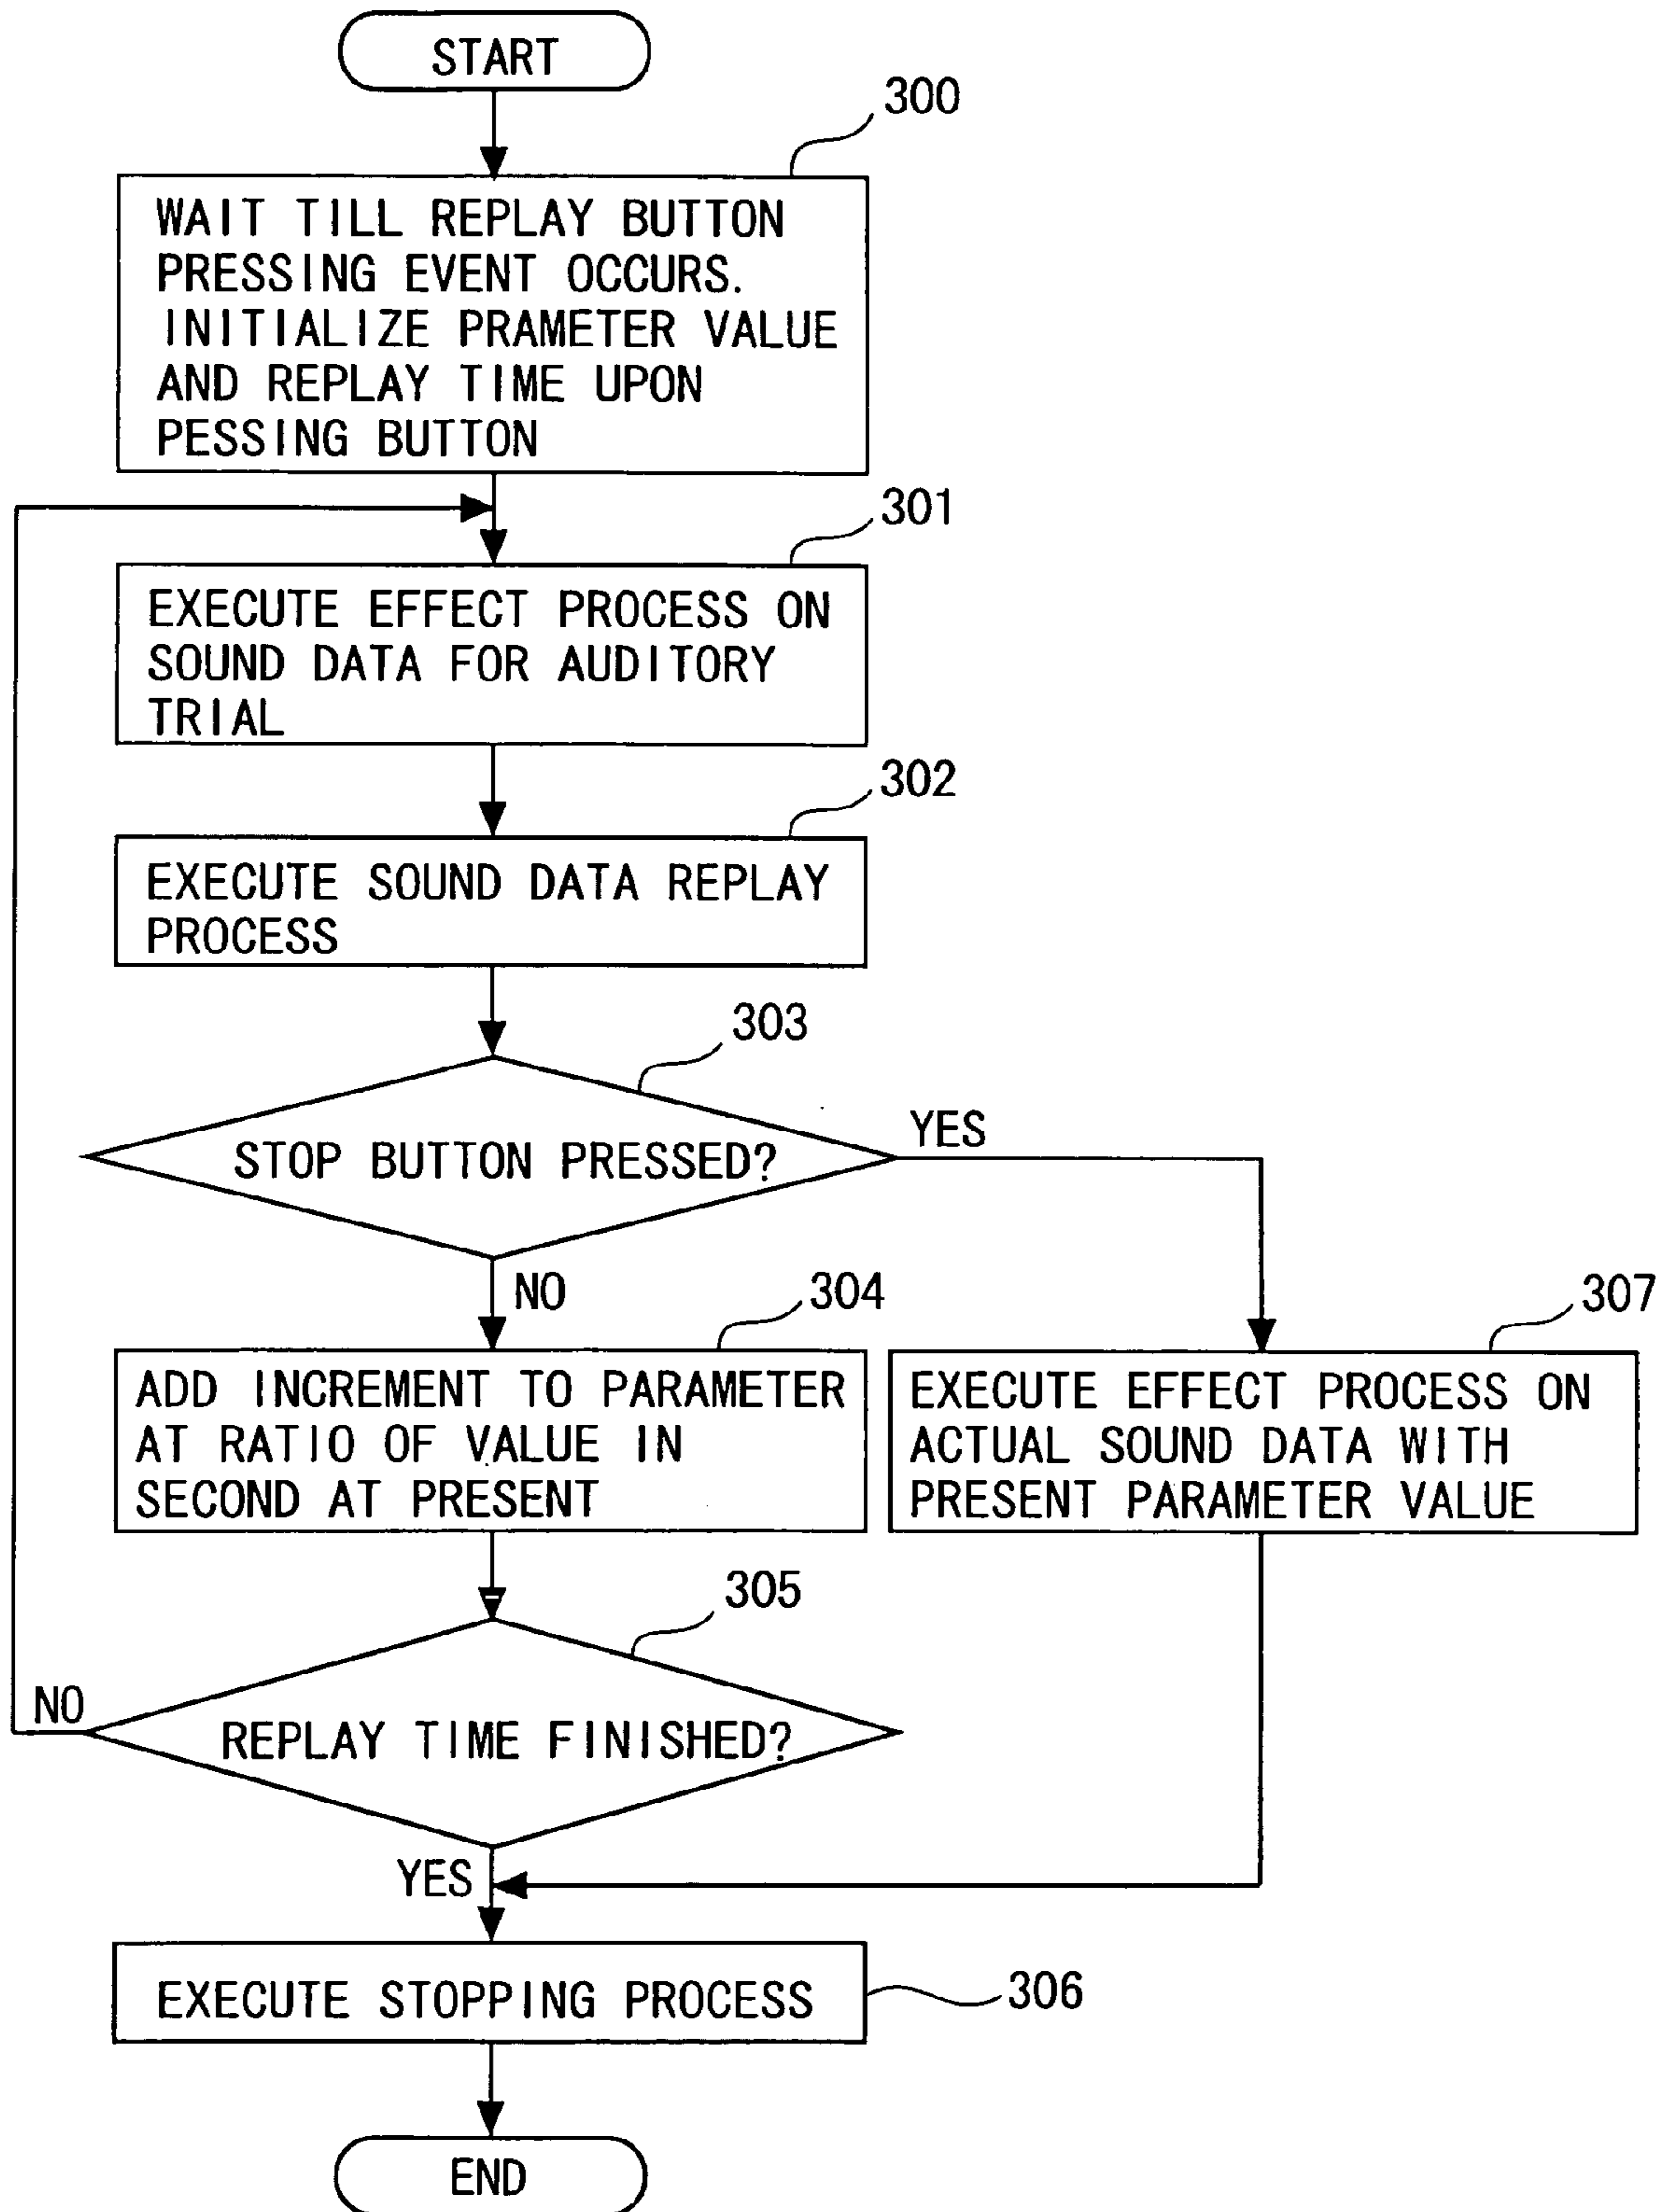 START
300
WAIT TILL REPLAY BUTTON
PRESSING EVENT OCCURS.
INITIALIZE PRAMETER VALUE
AND REPLAY TIME UPON
PESSING BUTTON
301
EXECUTE EFFECT PROCESS ON
SOUND DATA FOR AUDITORY
TRIAL
302
EXECUTE SOUND DATA REPLAY
PROCESS
303
STOP BUTTON PRESSED?
YES
NO
304
ADD INCREMENT TO PARAMETER
AT RATIO OF VALUE IN
SECOND AT PRESENT
307
EXECUTE EFFECT PROCESS ON
ACTUAL SOUND DATA WITH
PRESENT PARAMETER VALUE
305
NO
REPLAY TIME FINISHED?
YES
EXECUTE STOPPING PROCESS
306
END